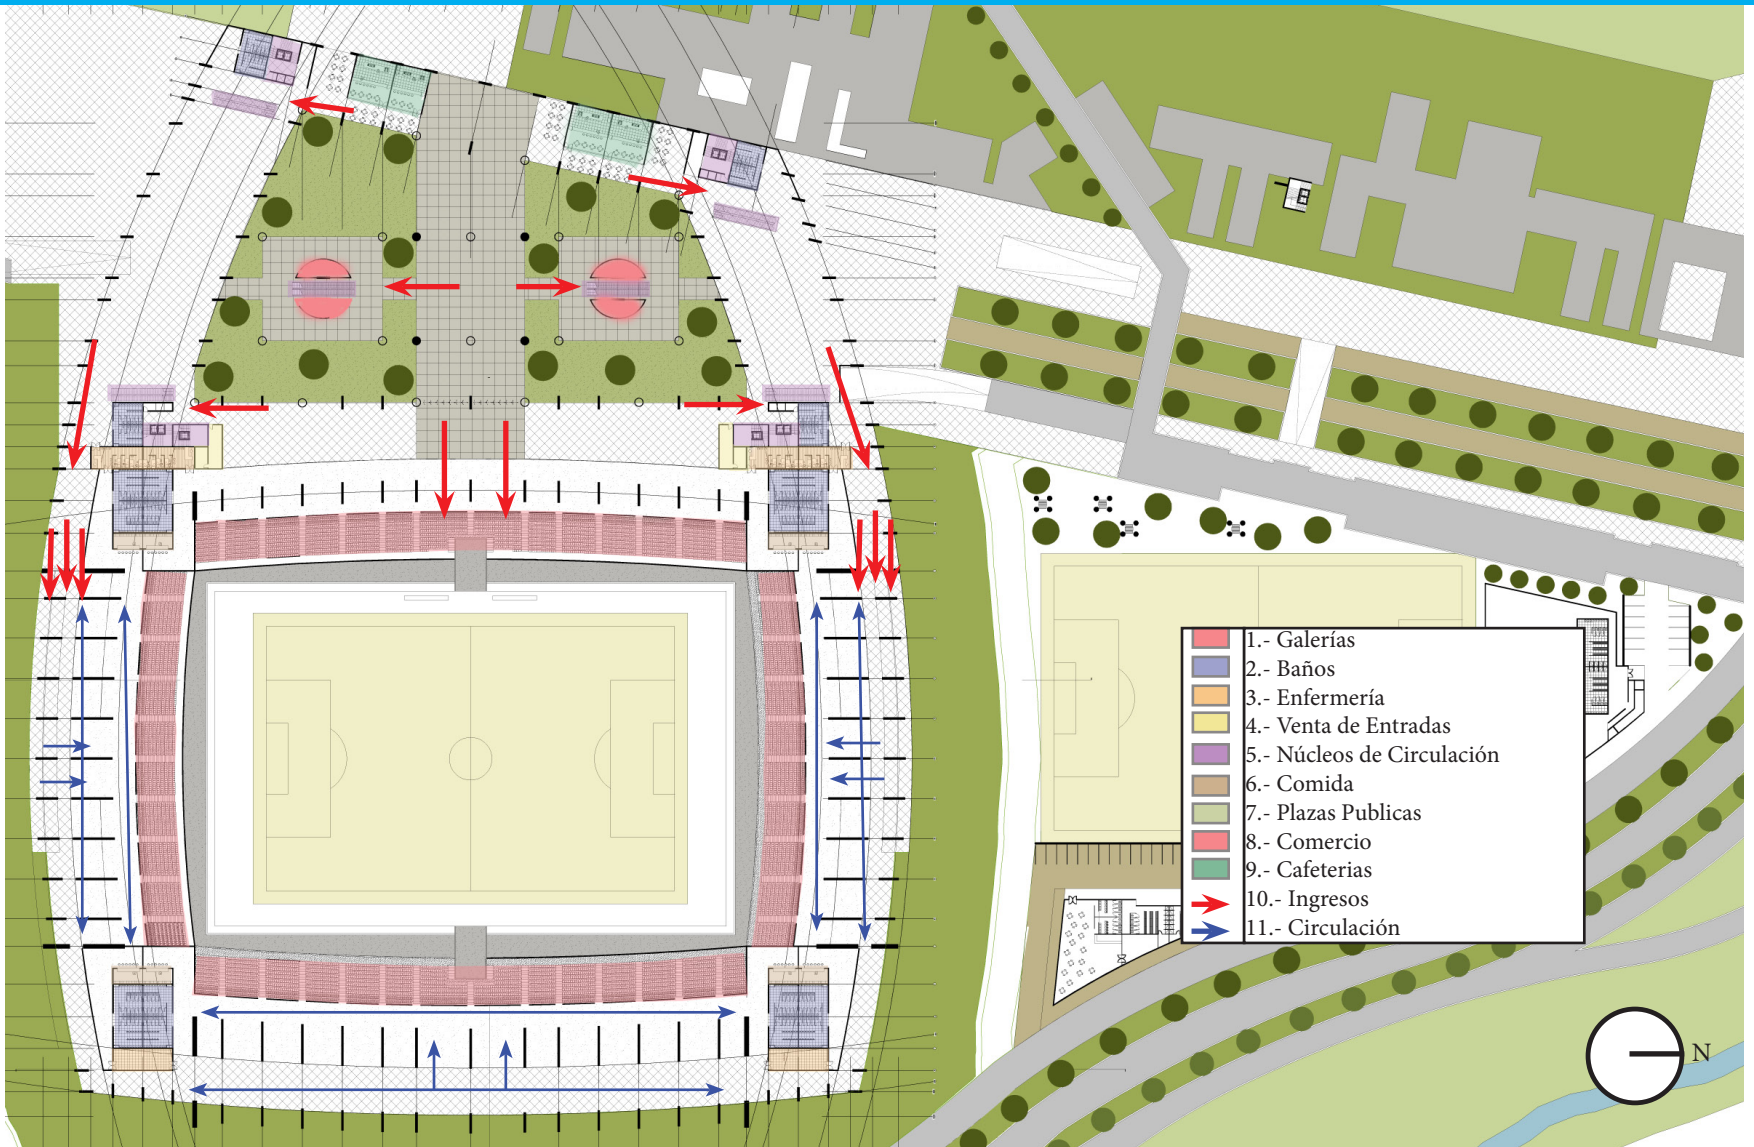 1.- Galerías
2.- Baños
3.- Enfermería
4.- Venta de Entradas
5.- Núcleos de Circulación
6.- Comida
7.- Plazas Publicas
8.- Comercio
9.- Cafeterias
10.- Ingresos
11.- Circulación
N